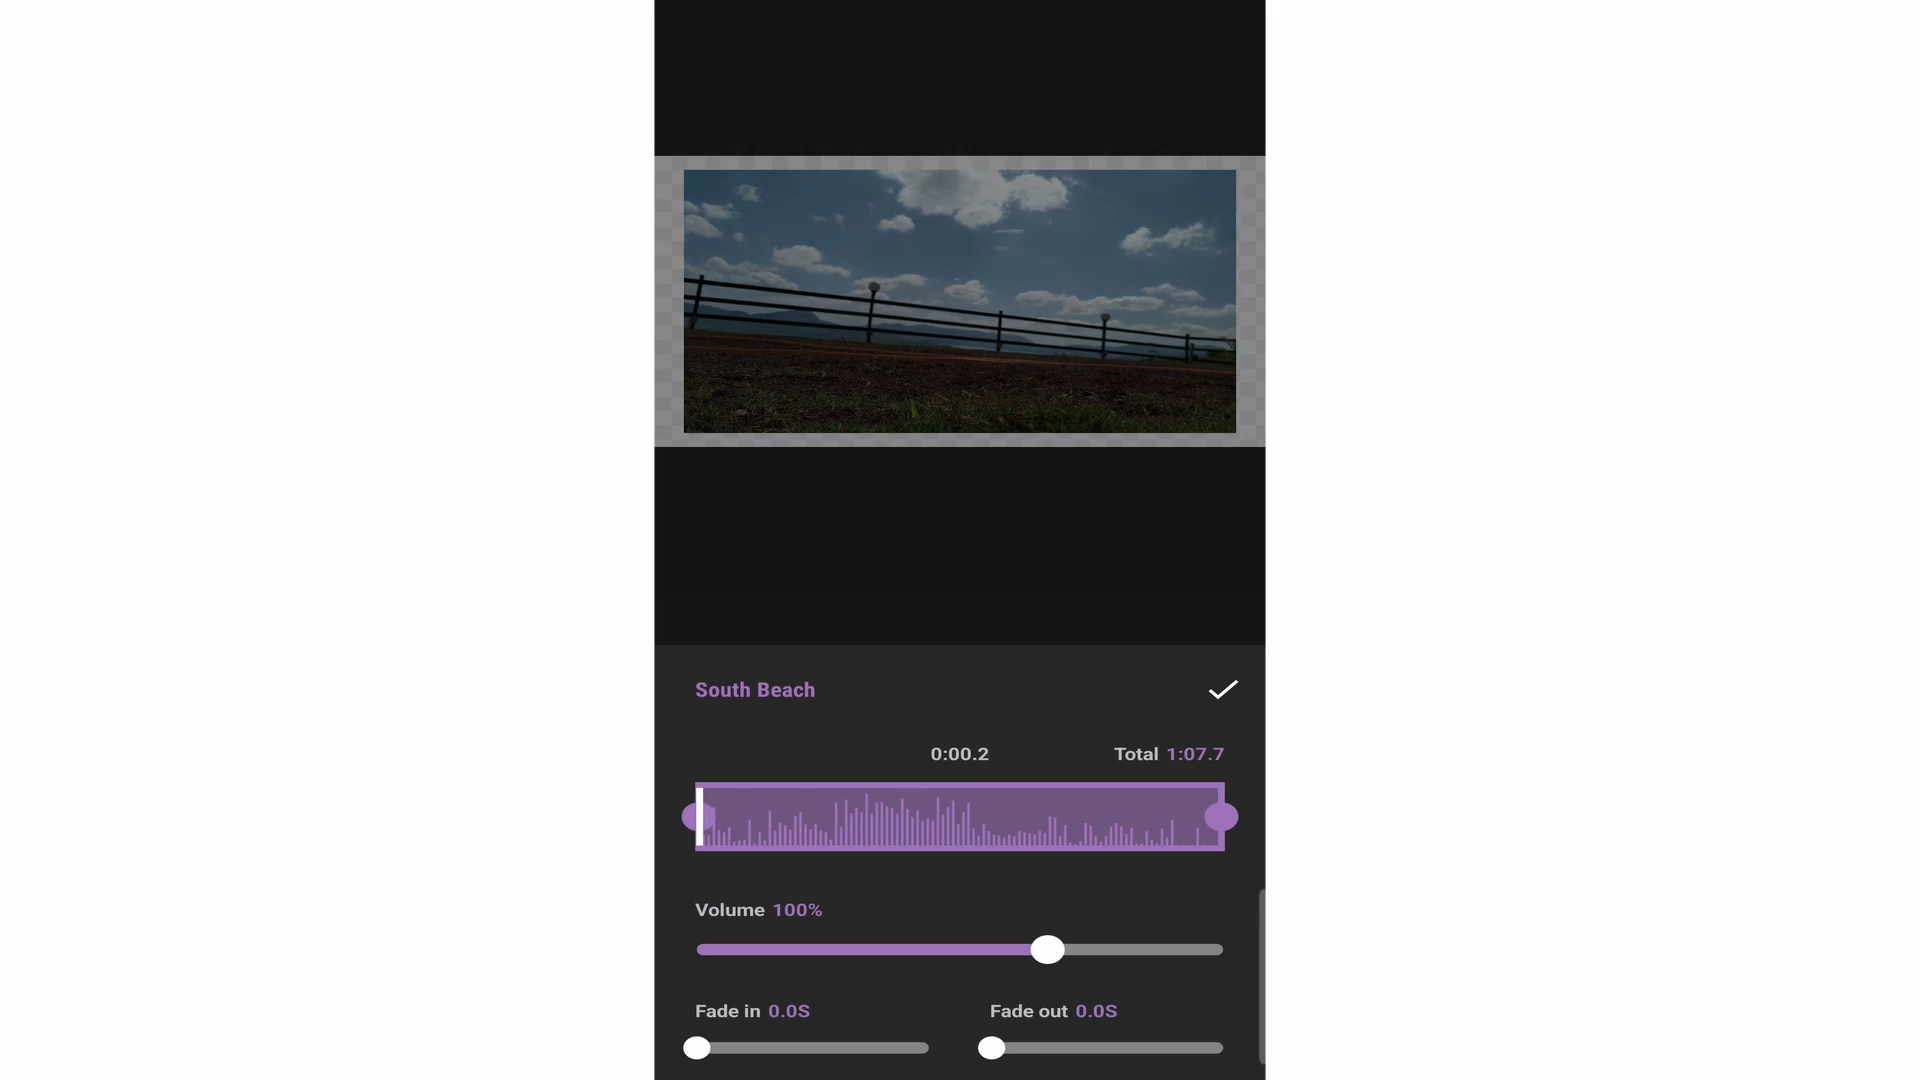 South Beach
0:00.2 Total 1:07.7
Volume 100%
Fade in 0.0S Fade out 0.0S